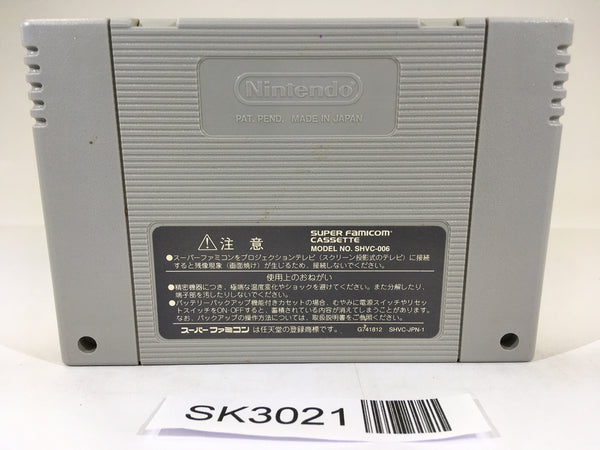 Nintendo
PAT. PEND. MADE IN JAPAN
注意
SUPER FAMICOM
CASSETTE
MODEL NO. SHVC-006
●スーパーファミコンをプロジェクションテレビ(スクリーン投影式のテレビ)に接続
すると残像現象(画面焼け)が生じるため、接続しないでください。
使用上のおねがい
●精密機器につき、極端な温度変化やショックを避けてください。また分解したり、
端子部を汚したりしないでください。
●バッテリーバックアップ機能付きカセットの場合、むやみに電源スイッチやリセッ
トスイッチをON・OFFすると、蓄積されている内容が消えてしまうことがあります。
なお、バックアップの操作方法については、取扱説明書をご覧ください。
スーパーファミコン は任天堂の登録商標です。 SHVC-JPN-1
SK3021